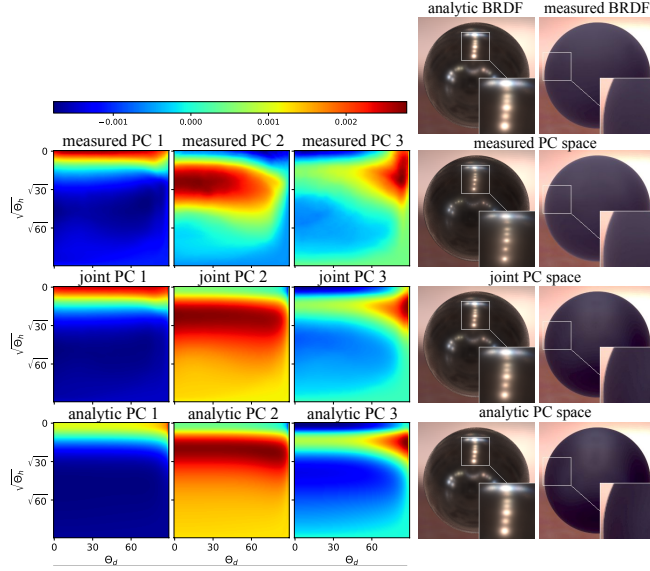 analytic BRDF measured BRDF
−0.001 0.000 0.001 0.002
measured PC 1 measured PC 2 measured PC 3 measured PC space
0
√30
√60
√Θh
joint PC 1 joint PC 2 joint PC 3 joint PC space
0
√30
√60
√Θh
analytic PC 1 analytic PC 2 analytic PC 3 analytic PC space
0
√30
√60
√Θh
0 30 60 0 30 60 0 30 60
Θd Θd Θd